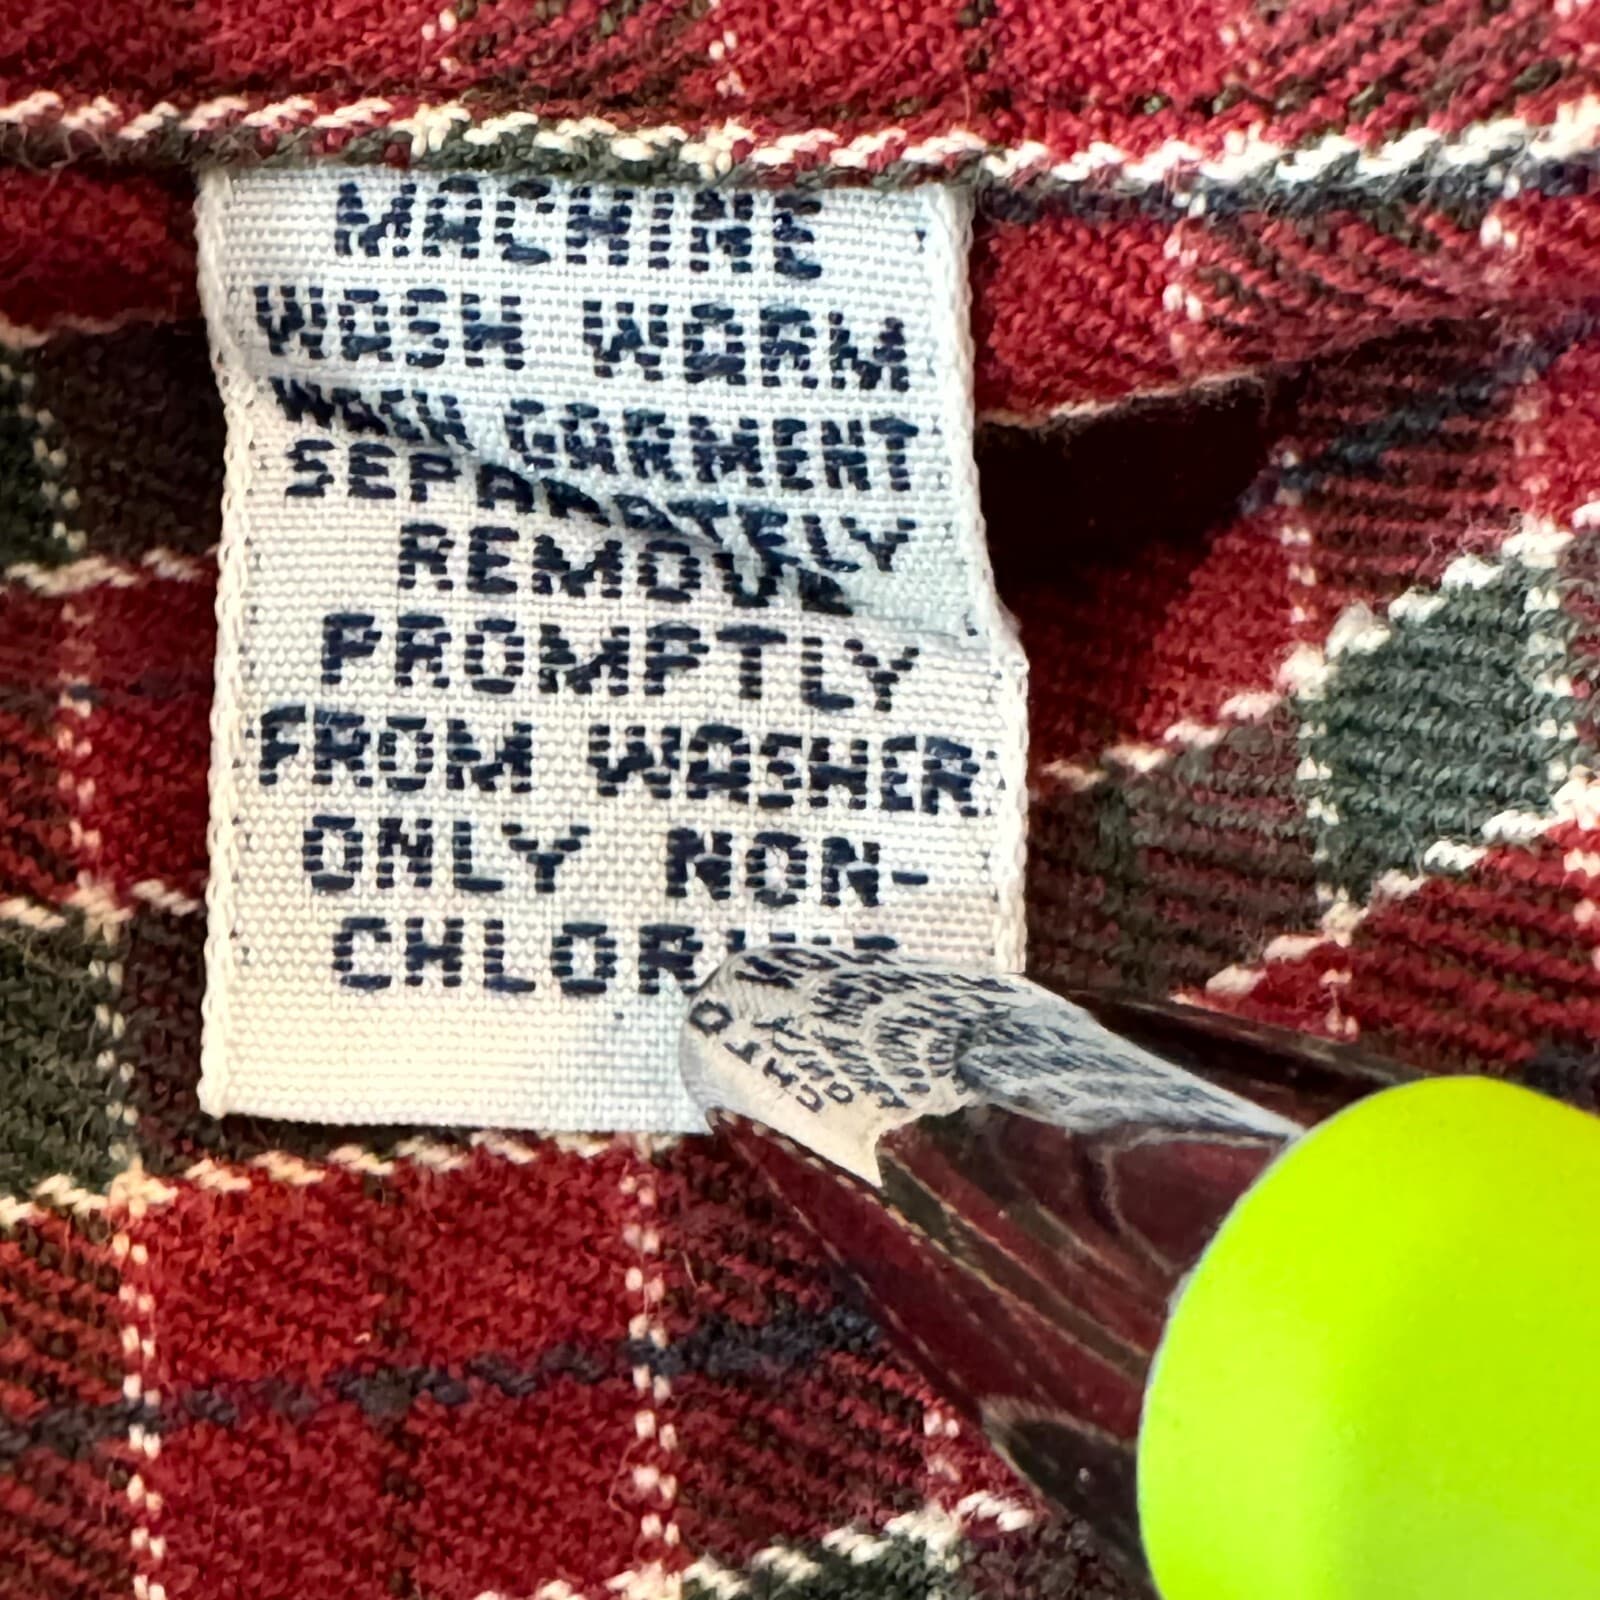 MACHINE
WASH WARM
WASH GARMENT
SEPARATELY
REMOVE
PROMPTLY
FROM WASHER
ONLY NON-